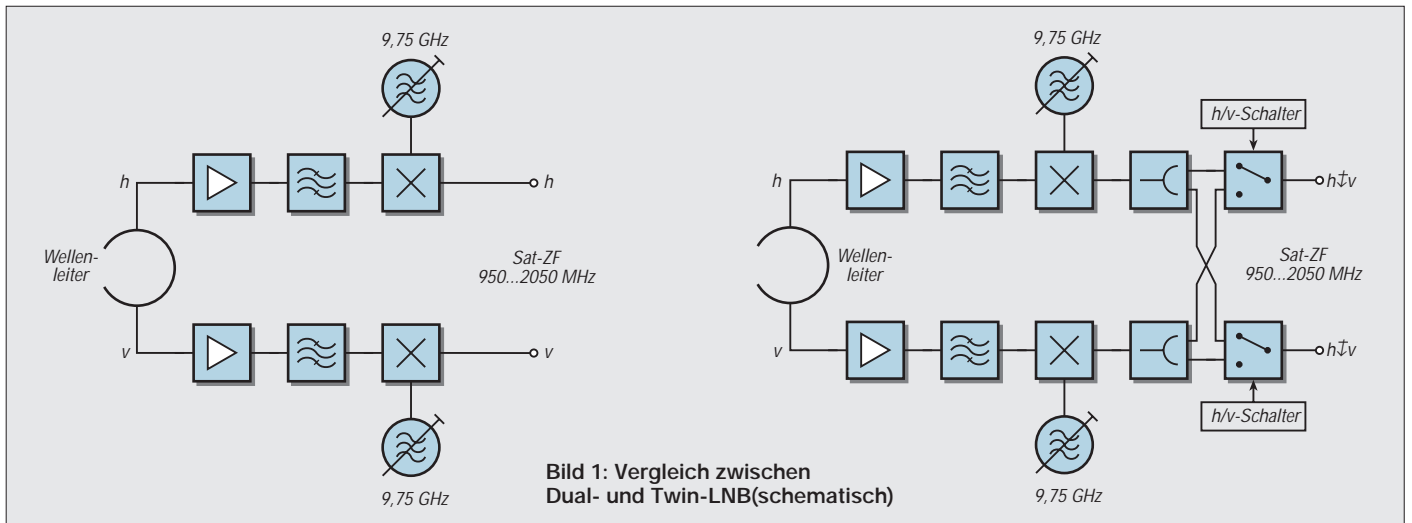 9,75 GHz
h
h
Wellen-
leiter
Sat-ZF
950...2050 MHz
v
v
9,75 GHz
9,75 GHz
h/v-Schalter
h
h↕v
Wellen-
leiter
Sat-ZF
950...2050 MHz
v
h↕v
h/v-Schalter
9,75 GHz
Bild 1: Vergleich zwischen
Dual- und Twin-LNB(schematisch)